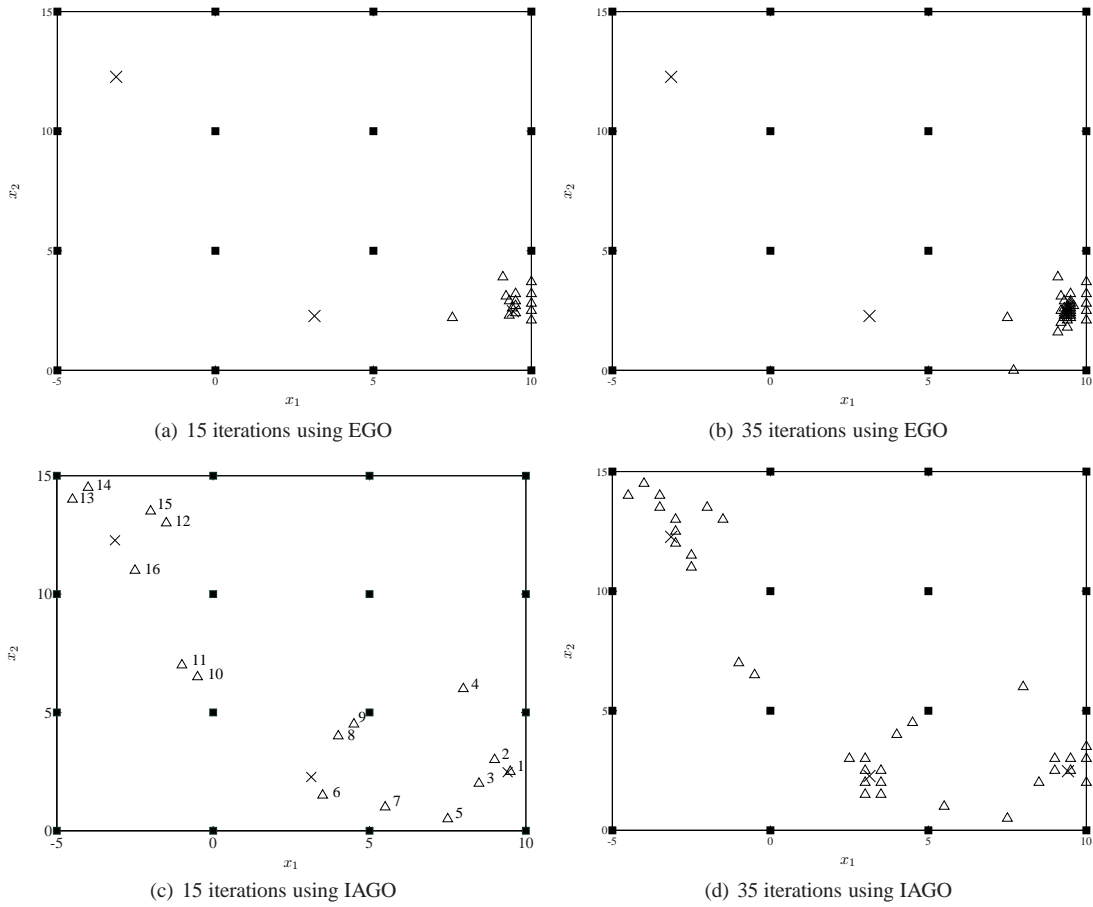 15
10
x₂
5
0
-5 0 5 10
x₁
(a) 15 iterations using EGO
15
10
x₂
5
0
-5 0 5 10
x₁
(b) 35 iterations using EGO
15
14
13
15
12
16
10
11
10
x₂
4
5
9
8
2
1
3
6
7
5
0
-5 0 5 10
x₁
(c) 15 iterations using IAGO
15
10
x₂
5
0
-5 0 5 10
x₁
(d) 35 iterations using IAGO